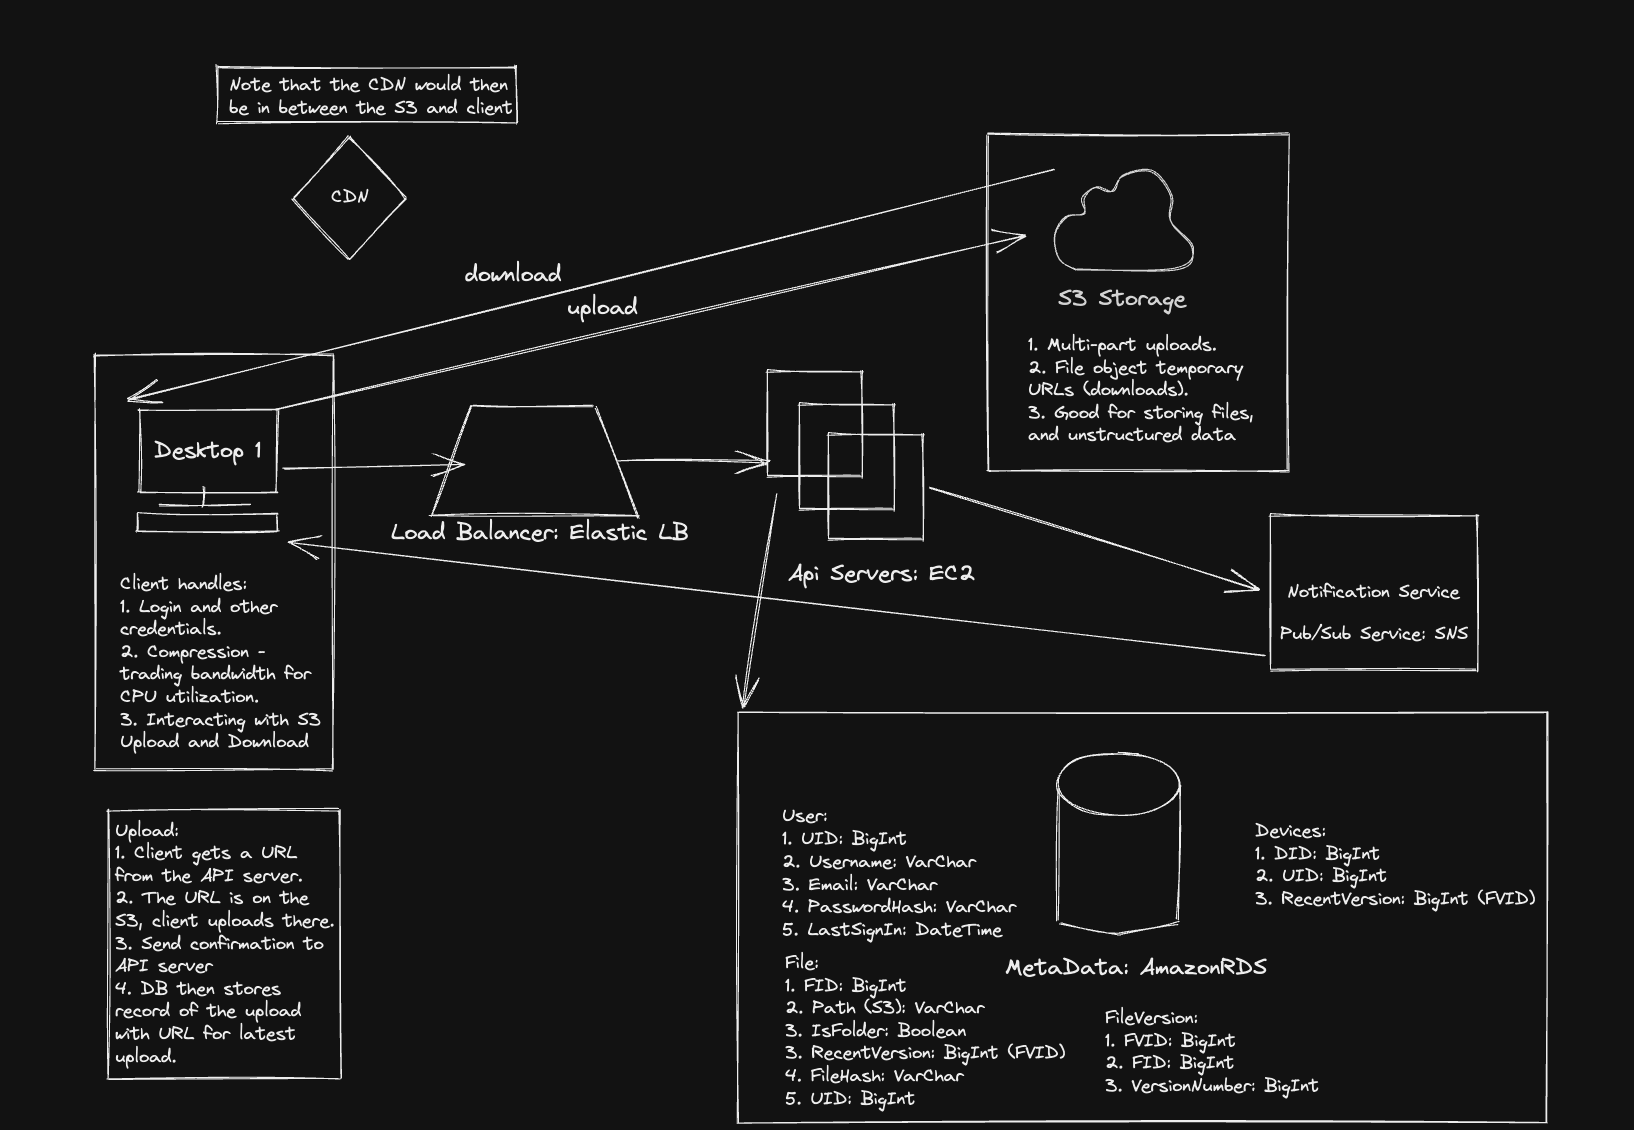 Note that the CDN would then
be in between the S3 and client
CDN
download
upload
S3 Storage
1. Multi-part uploads.
2. File object temporary
URLs (downloads).
3. Good for storing files,
and unstructured data
Desktop 1
Load Balancer: Elastic LB
Api Servers: EC2
Notification Service
Pub/Sub Service: SNS
Client handles:
1. Login and other
credentials.
2. Compression -
trading bandwidth for
CPU utilization.
3. Interacting with S3
Upload and Download
Upload:
1. Client gets a URL
from the API server.
2. The URL is on the
S3, client uploads there.
3. Send confirmation to
API server
4. DB then stores
record of the upload
with URL for latest
upload.
User:
1. UID: BigInt
2. Username: VarChar
3. Email: VarChar
4. PasswordHash: VarChar
5. LastSignIn: DateTime
File:
1. FID: BigInt
2. Path (S3): VarChar
3. IsFolder: Boolean
3. RecentVersion: BigInt (FVID)
4. FileHash: VarChar
5. UID: BigInt
MetaData: AmazonRDS
Devices:
1. DID: BigInt
2. UID: BigInt
3. RecentVersion: BigInt (FVID)
FileVersion:
1. FVID: BigInt
2. FID: BigInt
3. VersionNumber: BigInt